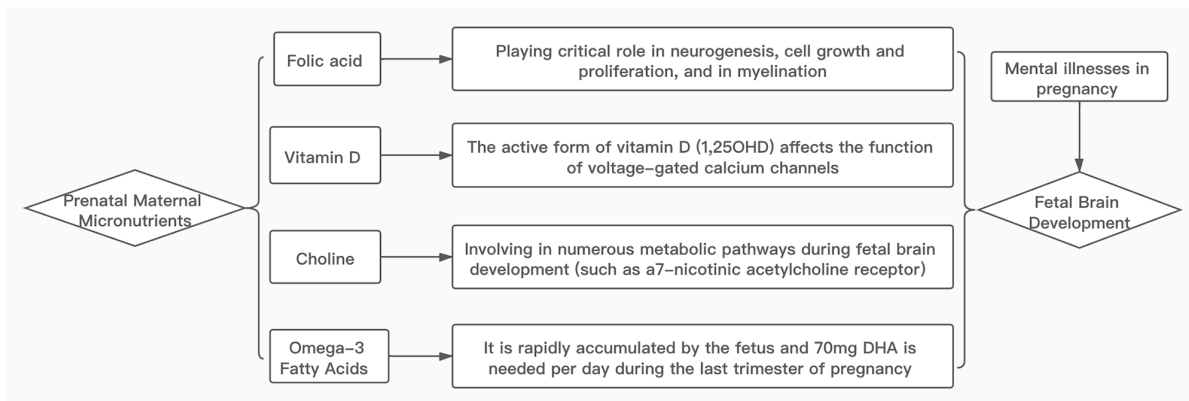 Folic acid
Playing critical role in neurogenesis, cell growth and
proliferation, and in myelination
Mental illnesses in
pregnancy
Vitamin D
The active form of vitamin D (1,25OHD) affects the function
of voltage–gated calcium channels
Prenatal Maternal
Micronutrients
Fetal Brain
Development
Choline
Involving in numerous metabolic pathways during fetal brain
development (such as a7–nicotinic acetylcholine receptor)
Omega–3
Fatty Acids
It is rapidly accumulated by the fetus and 70mg DHA is
needed per day during the last trimester of pregnancy